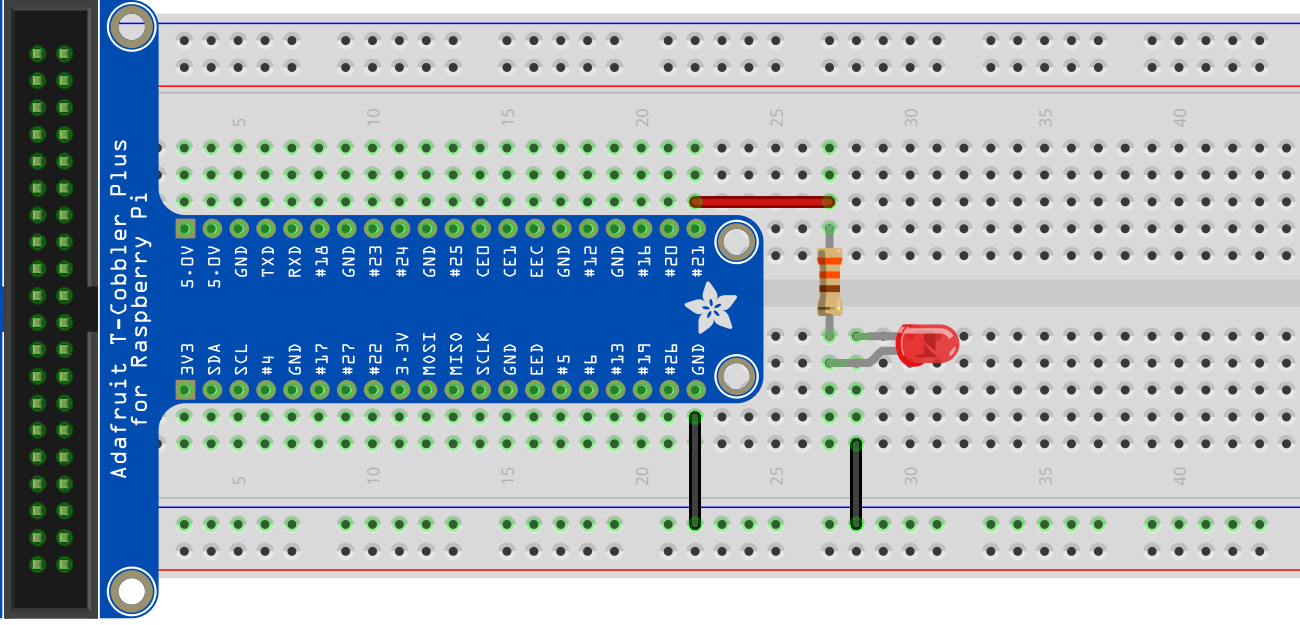 5 10 15 20 25 30 35 40
Adafruit T-Cobbler Plus
for Raspberry Pi
5.0V 5.0V GND TXD RXD #18 GND #23 #24 GND #25 CE0 CE1 EEC GND #12 GND #16 #20 #21
3V3 SDA SCL #4 GND #17 #27 #22 3.3V MOSI MISO SCLK GND EED #5 #6 #13 #19 #26 GND
5 10 15 20 25 30 35 40